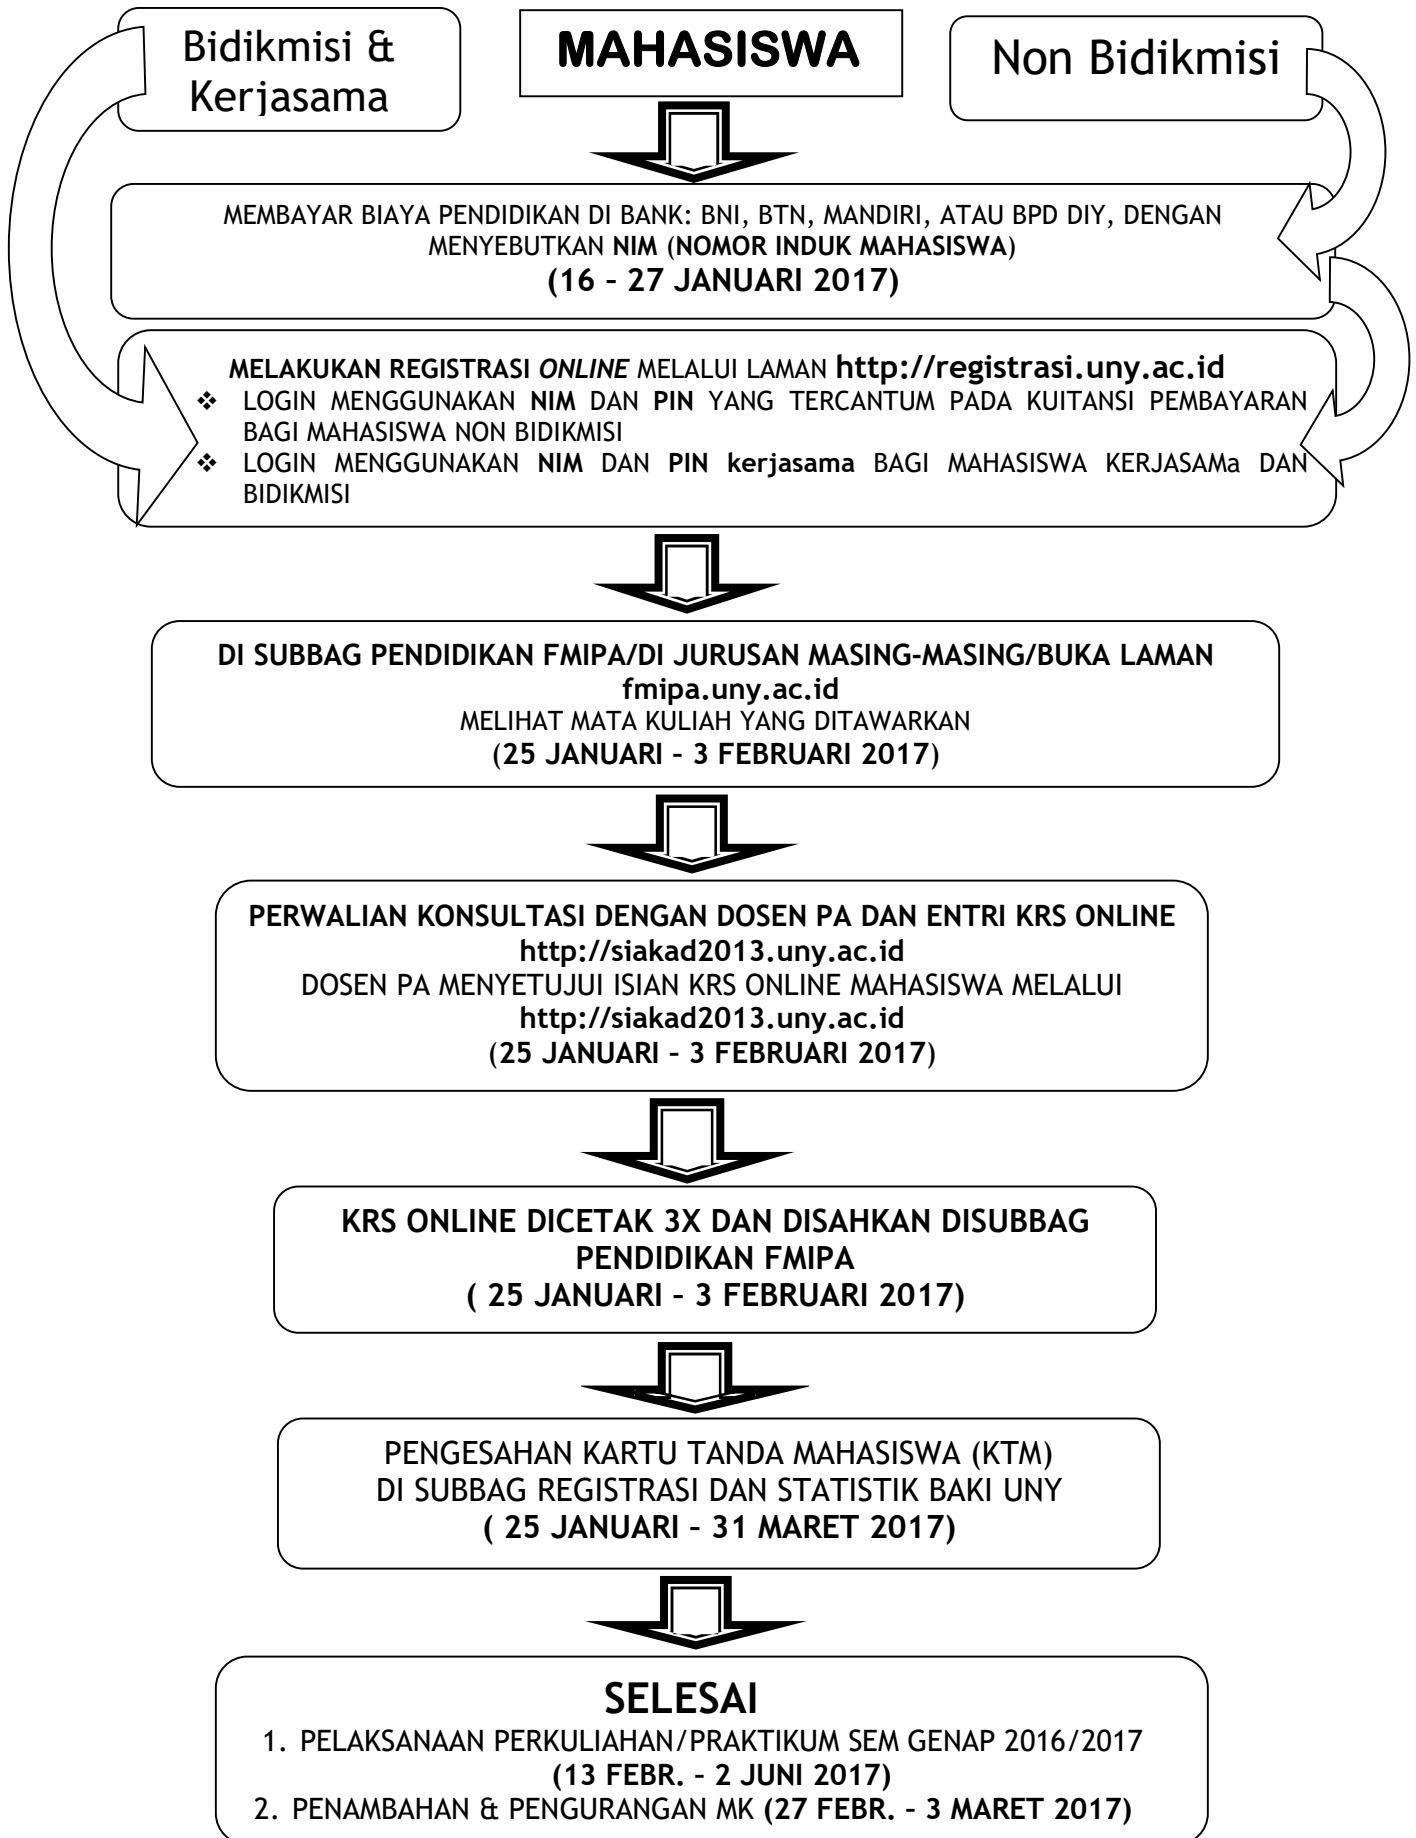 Bidikmisi &
Kerjasama
MAHASISWA
Non Bidikmisi
MEMBAYAR BIAYA PENDIDIKAN DI BANK: BNI, BTN, MANDIRI, ATAU BPD DIY, DENGAN
MENYEBUTKAN NIM (NOMOR INDUK MAHASISWA)
(16 – 27 JANUARI 2017)
MELAKUKAN REGISTRASI ONLINE MELALUI LAMAN http://registrasi.uny.ac.id
❖ LOGIN MENGGUNAKAN NIM DAN PIN YANG TERCANTUM PADA KUITANSI PEMBAYARAN
BAGI MAHASISWA NON BIDIKMISI
❖ LOGIN MENGGUNAKAN NIM DAN PIN kerjasama BAGI MAHASISWA KERJASAMa DAN
BIDIKMISI
DI SUBBAG PENDIDIKAN FMIPA/DI JURUSAN MASING-MASING/BUKA LAMAN
fmipa.uny.ac.id
MELIHAT MATA KULIAH YANG DITAWARKAN
(25 JANUARI – 3 FEBRUARI 2017)
PERWALIAN KONSULTASI DENGAN DOSEN PA DAN ENTRI KRS ONLINE
http://siakad2013.uny.ac.id
DOSEN PA MENYETUJUI ISIAN KRS ONLINE MAHASISWA MELALUI
http://siakad2013.uny.ac.id
(25 JANUARI – 3 FEBRUARI 2017)
KRS ONLINE DICETAK 3X DAN DISAHKAN DISUBBAG
PENDIDIKAN FMIPA
( 25 JANUARI – 3 FEBRUARI 2017)
PENGESAHAN KARTU TANDA MAHASISWA (KTM)
DI SUBBAG REGISTRASI DAN STATISTIK BAKI UNY
( 25 JANUARI – 31 MARET 2017)
SELESAI
1. PELAKSANAAN PERKULIAHAN/PRAKTIKUM SEM GENAP 2016/2017
(13 FEBR. – 2 JUNI 2017)
2. PENAMBAHAN & PENGURANGAN MK (27 FEBR. – 3 MARET 2017)